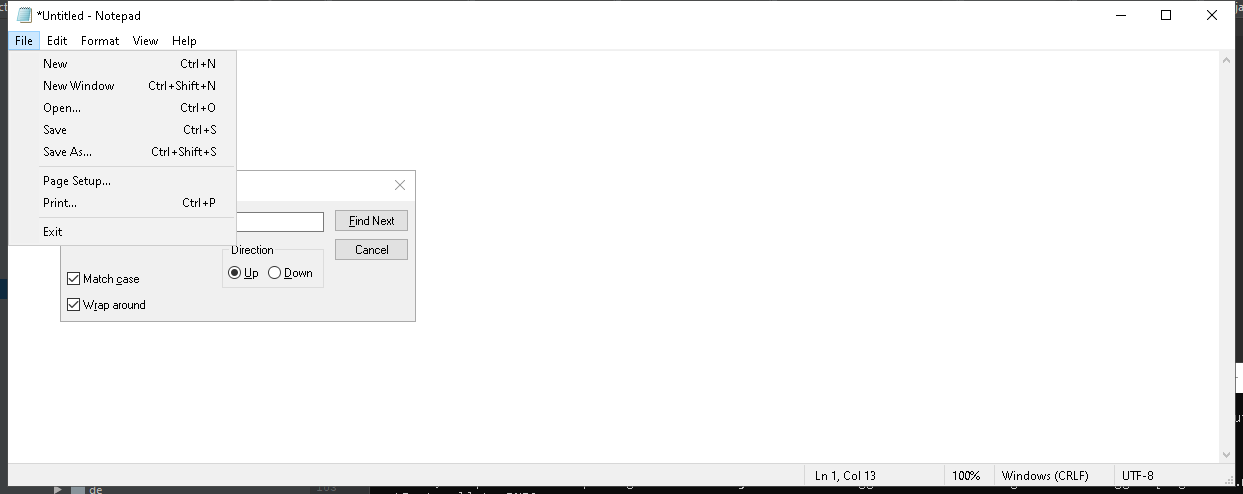 *Untitled - Notepad
File Edit Format View Help
New Ctrl+N
New Window Ctrl+Shift+N
Open... Ctrl+O
Save Ctrl+S
Save As... Ctrl+Shift+S
Page Setup...
Print... Ctrl+P
Exit
Find Next
Cancel
Direction
Up Down
Match case
Wrap around
Ln 1, Col 13 100% Windows (CRLF) UTF-8
de